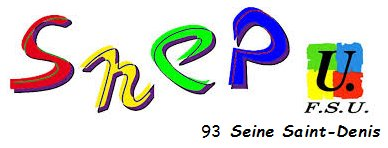 Snep
U.
F.S.U.
93 Seine Saint-Denis